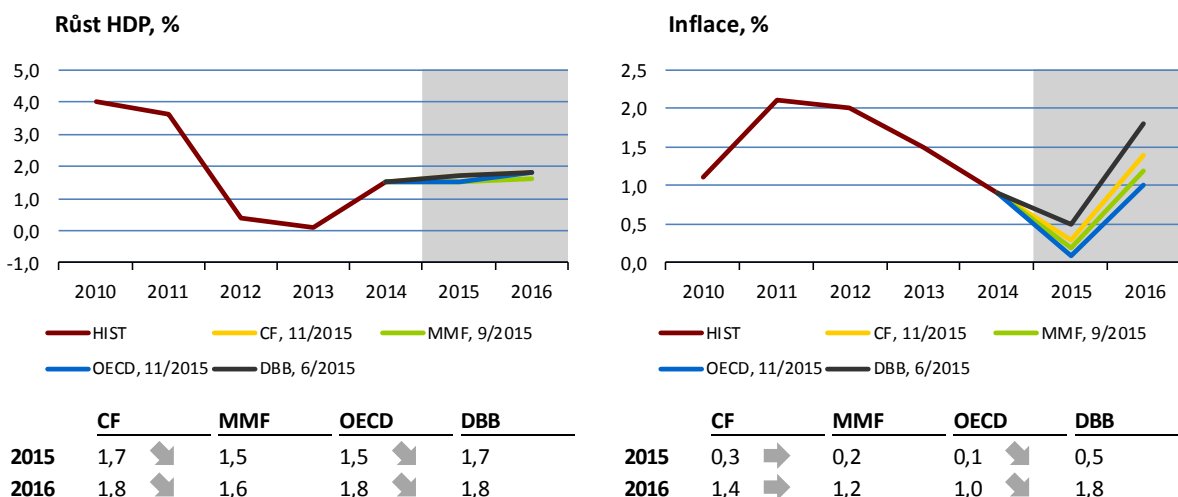 Růst HDP, %
5,0
4,0
3,0
2,0
1,0
0,0
-1,0
2010 2011 2012 2013 2014 2015 2016
HIST CF, 11/2015 MMF, 9/2015
OECD, 11/2015 DBB, 6/2015
CF MMF OECD DBB
2015 1,7 1,5 1,5 1,7
2016 1,8 1,6 1,8 1,8
Inflace, %
2,5
2,0
1,5
1,0
0,5
0,0
2010 2011 2012 2013 2014 2015 2016
HIST CF, 11/2015 MMF, 9/2015
OECD, 11/2015 DBB, 6/2015
CF MMF OECD DBB
2015 0,3 0,2 0,1 0,5
2016 1,4 1,2 1,0 1,8